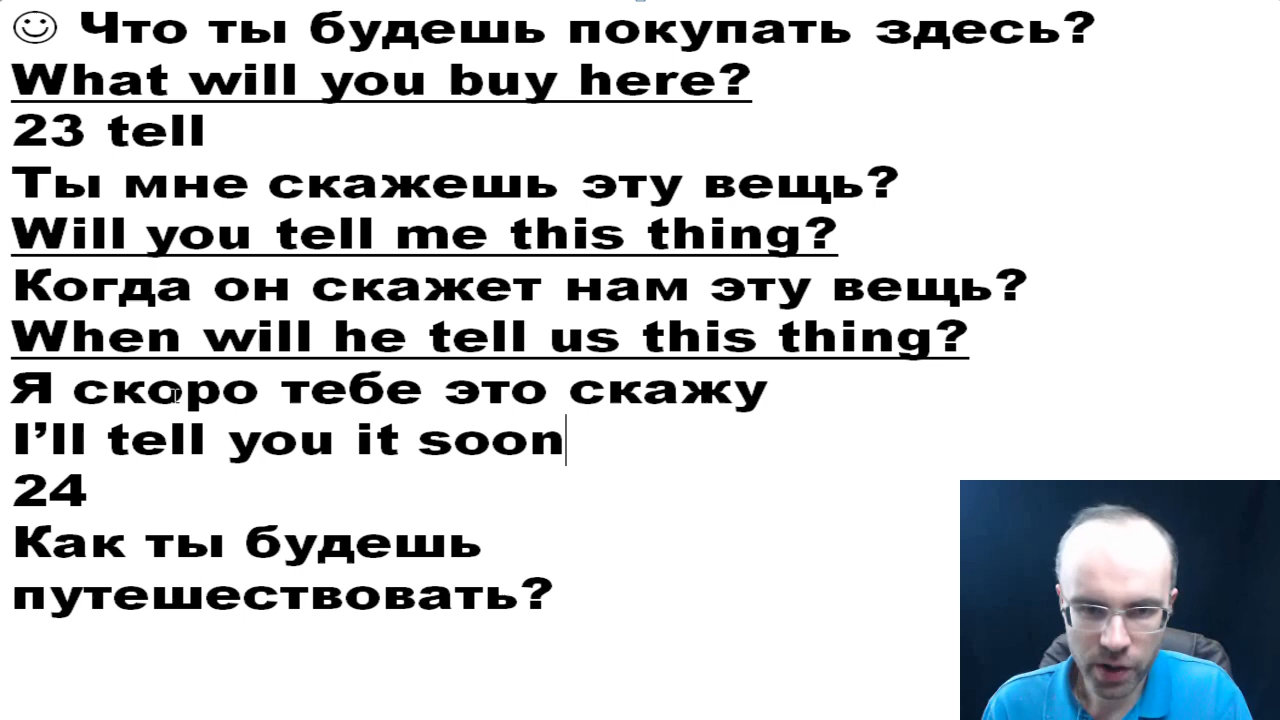 ☺ Что ты будешь покупать здесь?
What will you buy here?
23 tell
Ты мне скажешь эту вещь?
Will you tell me this thing?
Когда он скажет нам эту вещь?
When will he tell us this thing?
Я скоро тебе это скажу
I’ll tell you it soon
24
Как ты будешь
путешествовать?